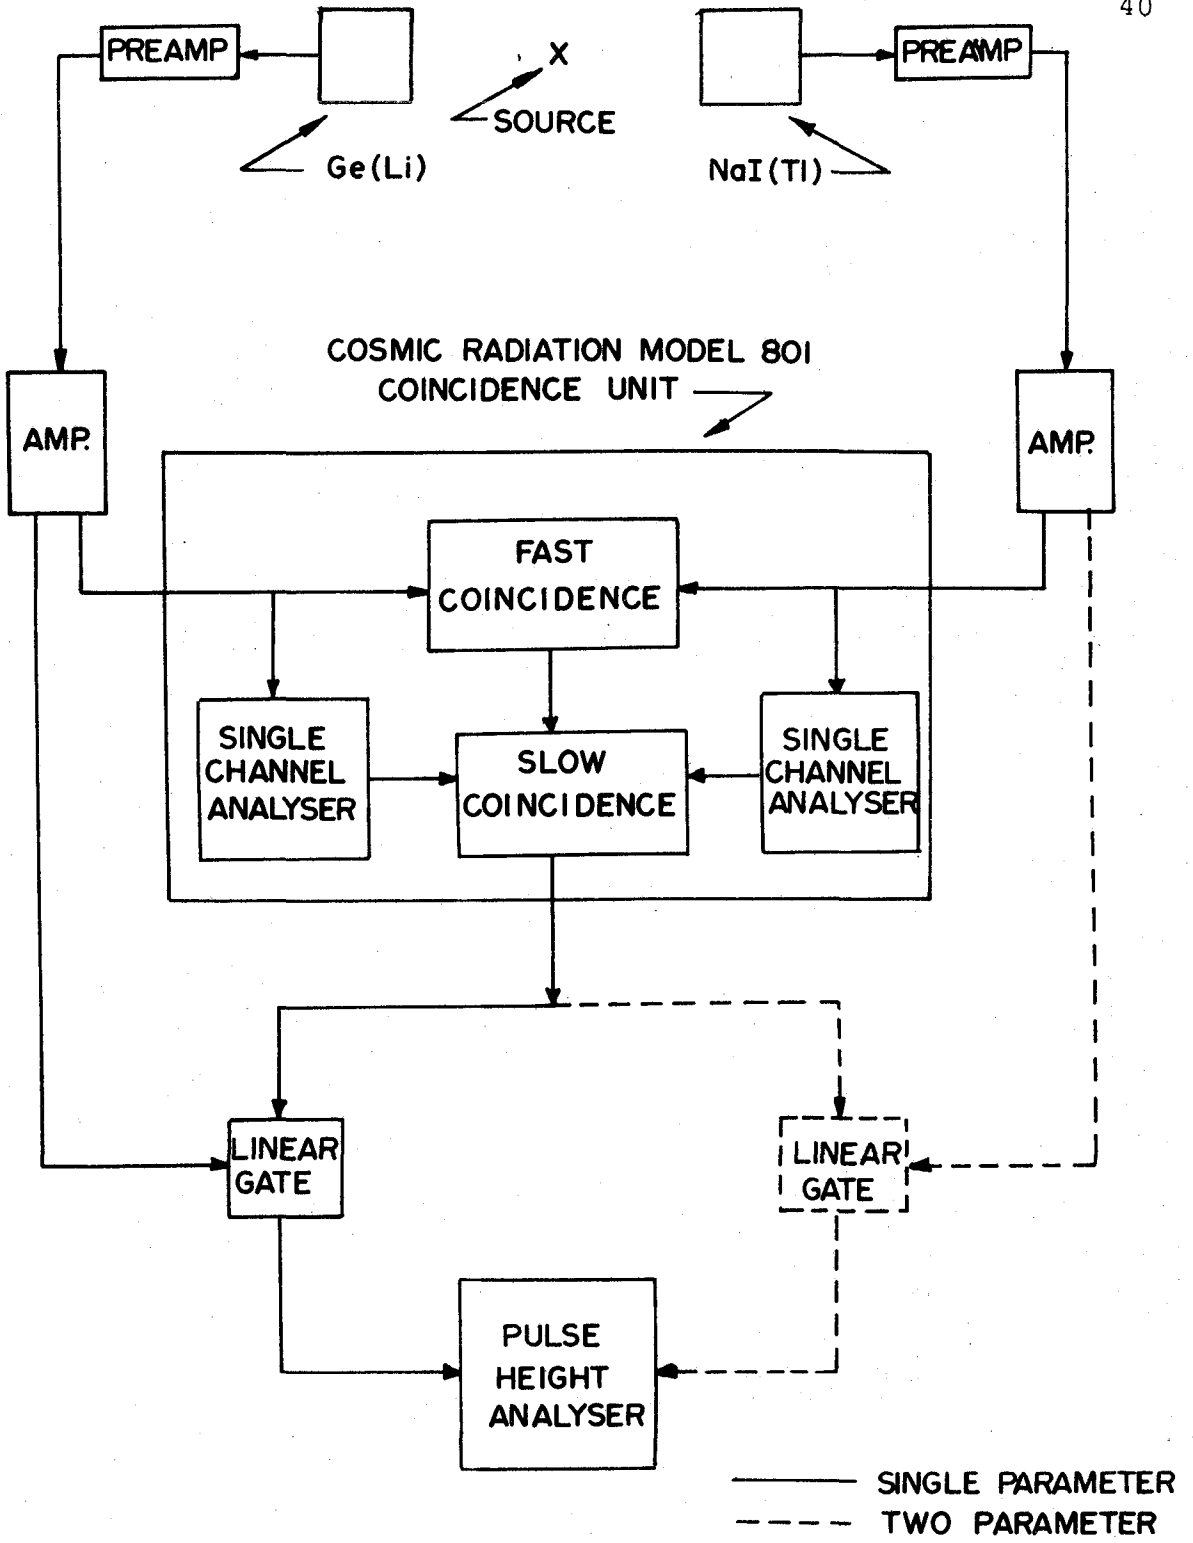 40
PREAMP
X
PREAMP
SOURCE
Ge(Li)
NaI(Tl)
COSMIC RADIATION MODEL 801
COINCIDENCE UNIT
AMP.
AMP.
FAST
COINCIDENCE
SINGLE
CHANNEL
ANALYSER
SLOW
COINCIDENCE
SINGLE
CHANNEL
ANALYSER
LINEAR
GATE
LINEAR
GATE
PULSE
HEIGHT
ANALYSER
SINGLE PARAMETER
TWO PARAMETER